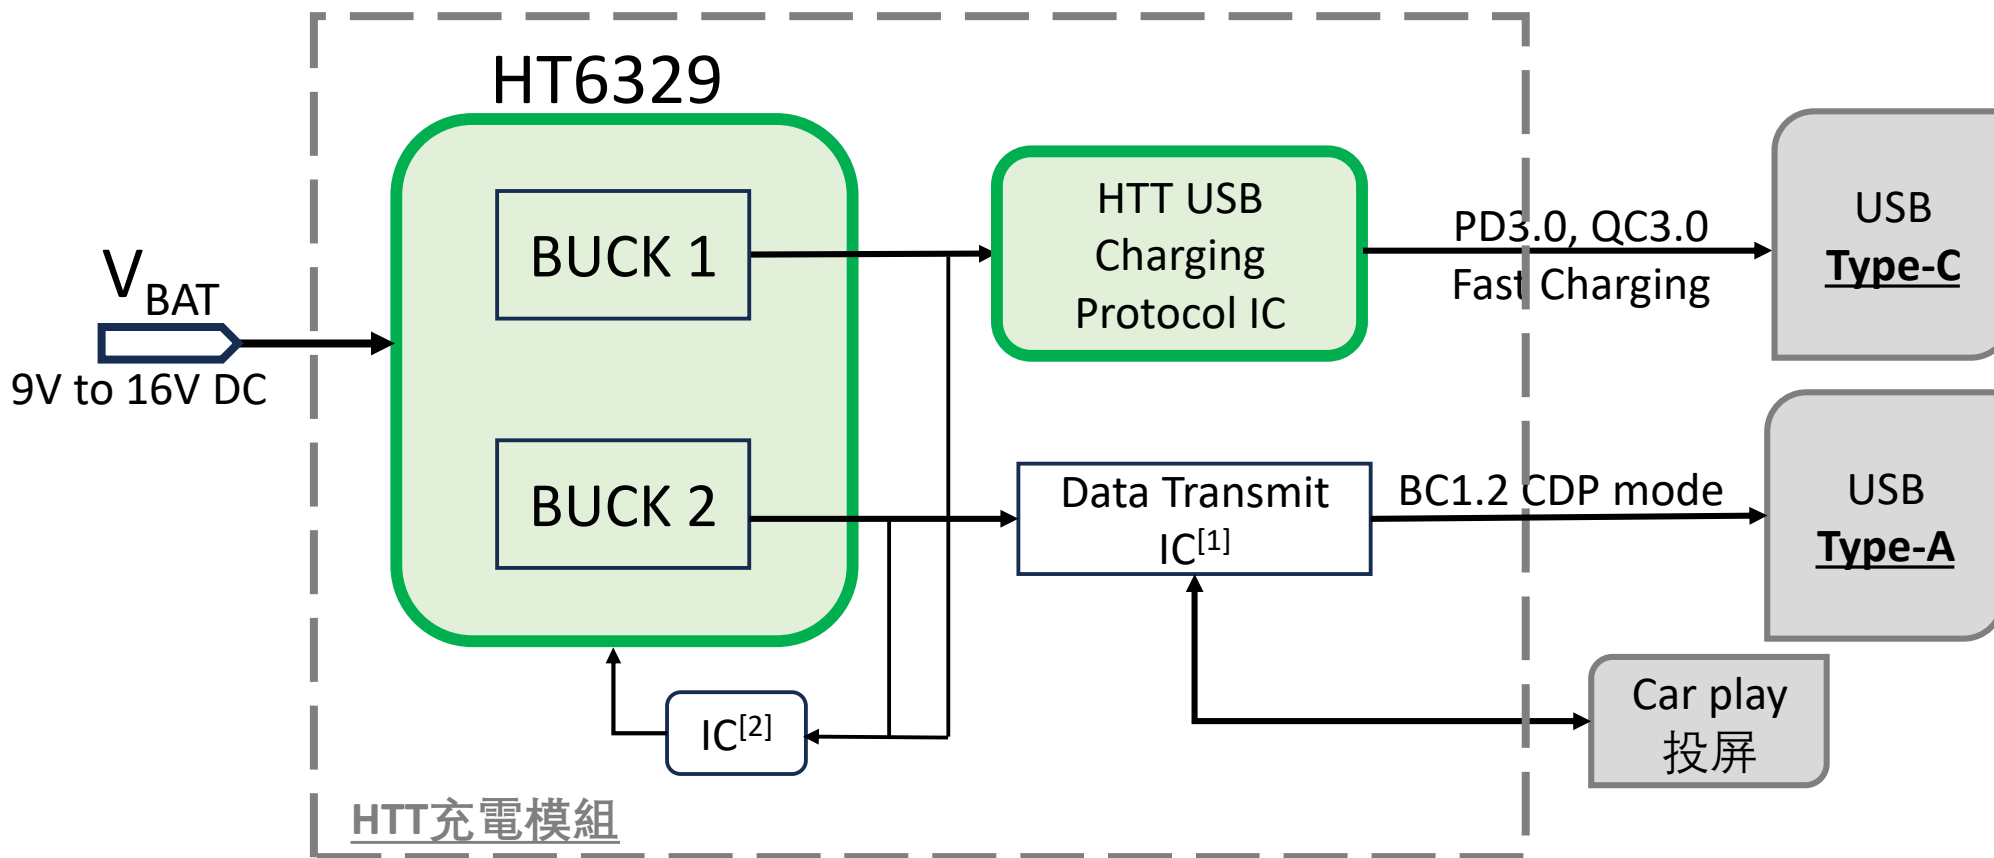 HT6329
BUCK 1
BUCK 2
V BAT
9V to 16V DC
HTT USB
Charging
Protocol IC
PD3.0, QC3.0
Fast Charging
USB
Type-C
Data Transmit
IC[1]
BC1.2 CDP mode
USB
Type-A
IC[2]
Car play
投屏
HTT充電模組